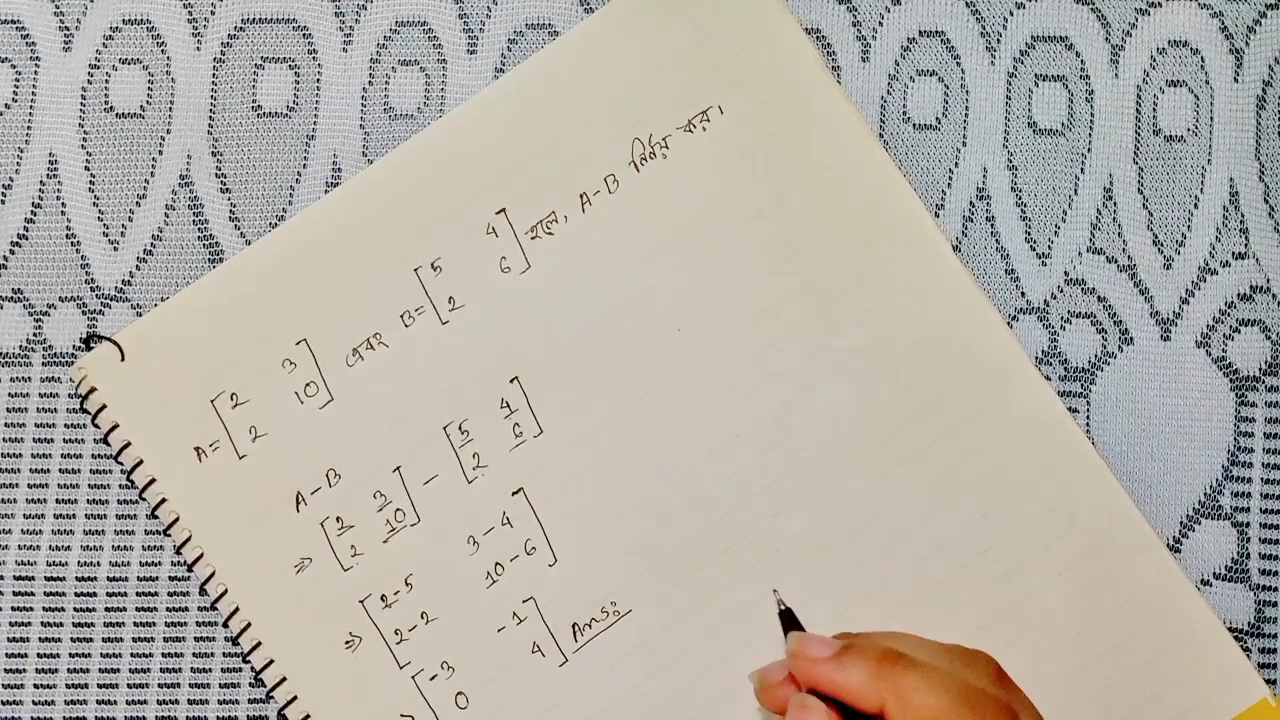 A = [2 3
2 10] এবং B = [5 4
2 6] হলে, A-B নির্ণয় কর।
A-B
⇒ [2 3
2 10] - [5 4
2 6]
⇒ [2-5 3-4
2-2 10-6]
⇒ [-3 -1
0 4] Ans: